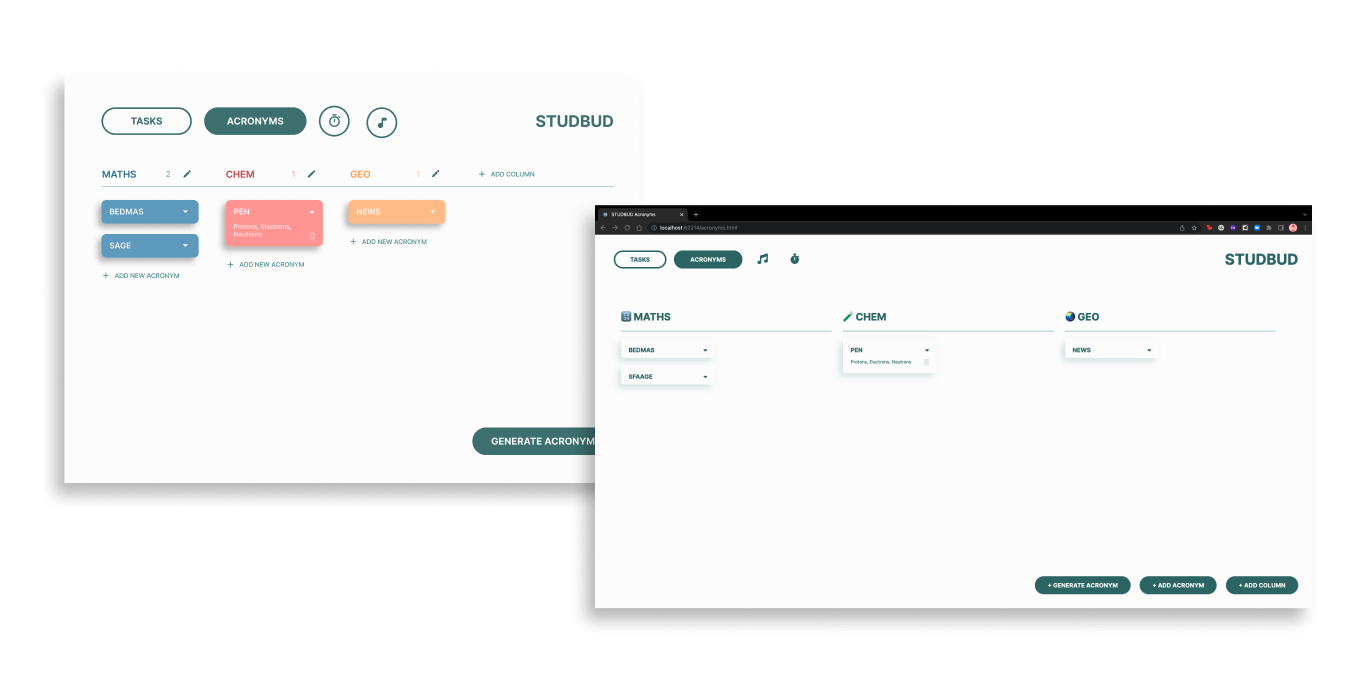 TASKS ACRONYMS STUDBUD
MATHS 2 CHEM 1 GEO 1 + ADD COLUMN
BEDMAS PEN NEWS
Protons, Electrons,
Neutrons
SAGE + ADD NEW ACRONYM
+ ADD NEW ACRONYM
+ ADD NEW ACRONYM
GENERATE ACRONYM
STUDBUD Acronyms × +
localhost:2214/acronyms.html
TASKS ACRONYMS STUDBUD
MATHS CHEM GEO
BEDMAS PEN NEWS
Protons, Electrons, Neutrons
SFAAGE
+ GENERATE ACRONYM + ADD ACRONYM + ADD COLUMN